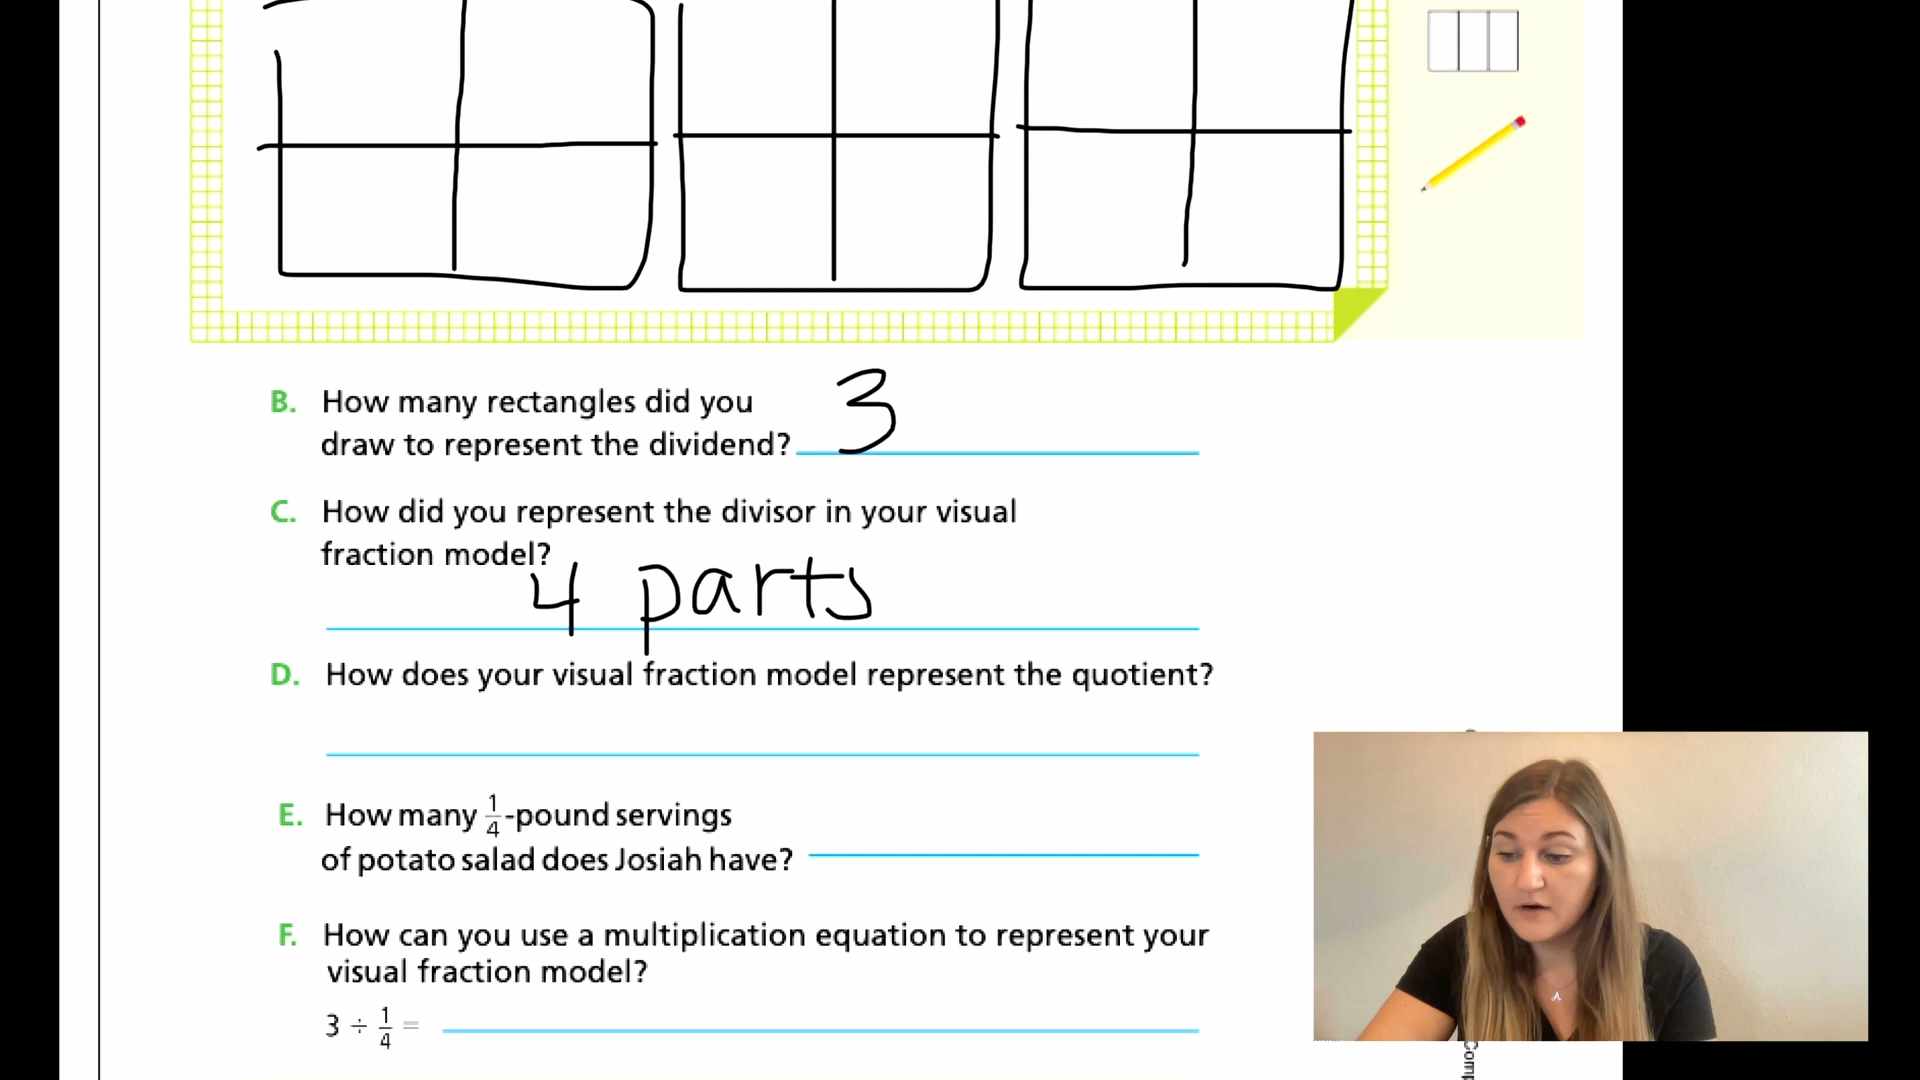 B. How many rectangles did you
draw to represent the dividend? 3
C. How did you represent the divisor in your visual
fraction model?
4 parts
D. How does your visual fraction model represent the quotient?
E. How many 1/4-pound servings
of potato salad does Josiah have?
F. How can you use a multiplication equation to represent your
visual fraction model?
3 ÷ 1/4 =